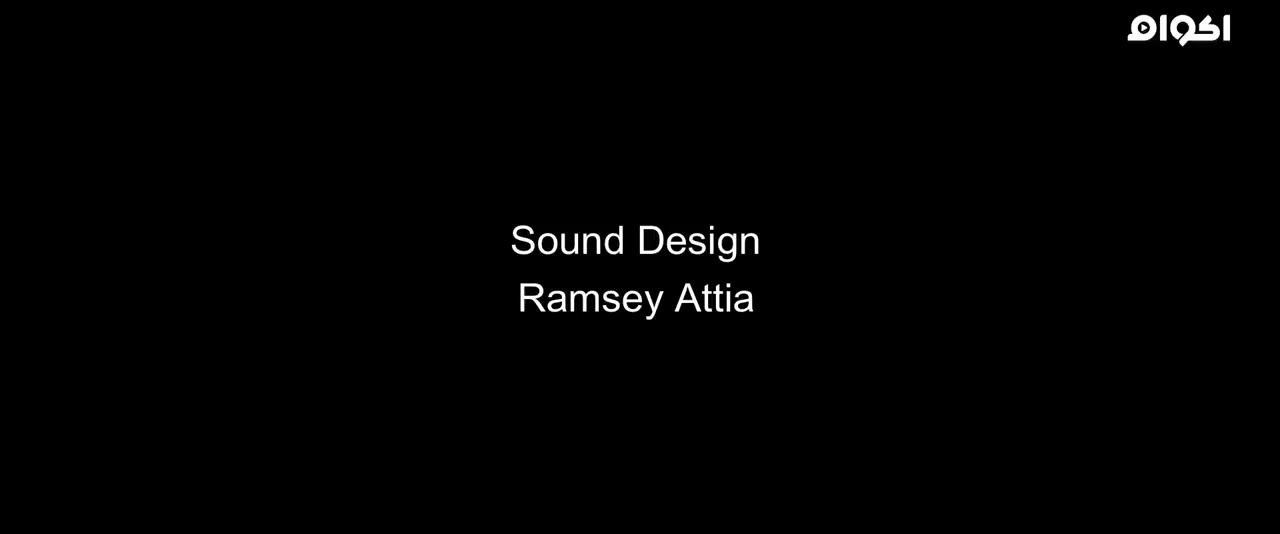 اكوام
Sound Design
Ramsey Attia